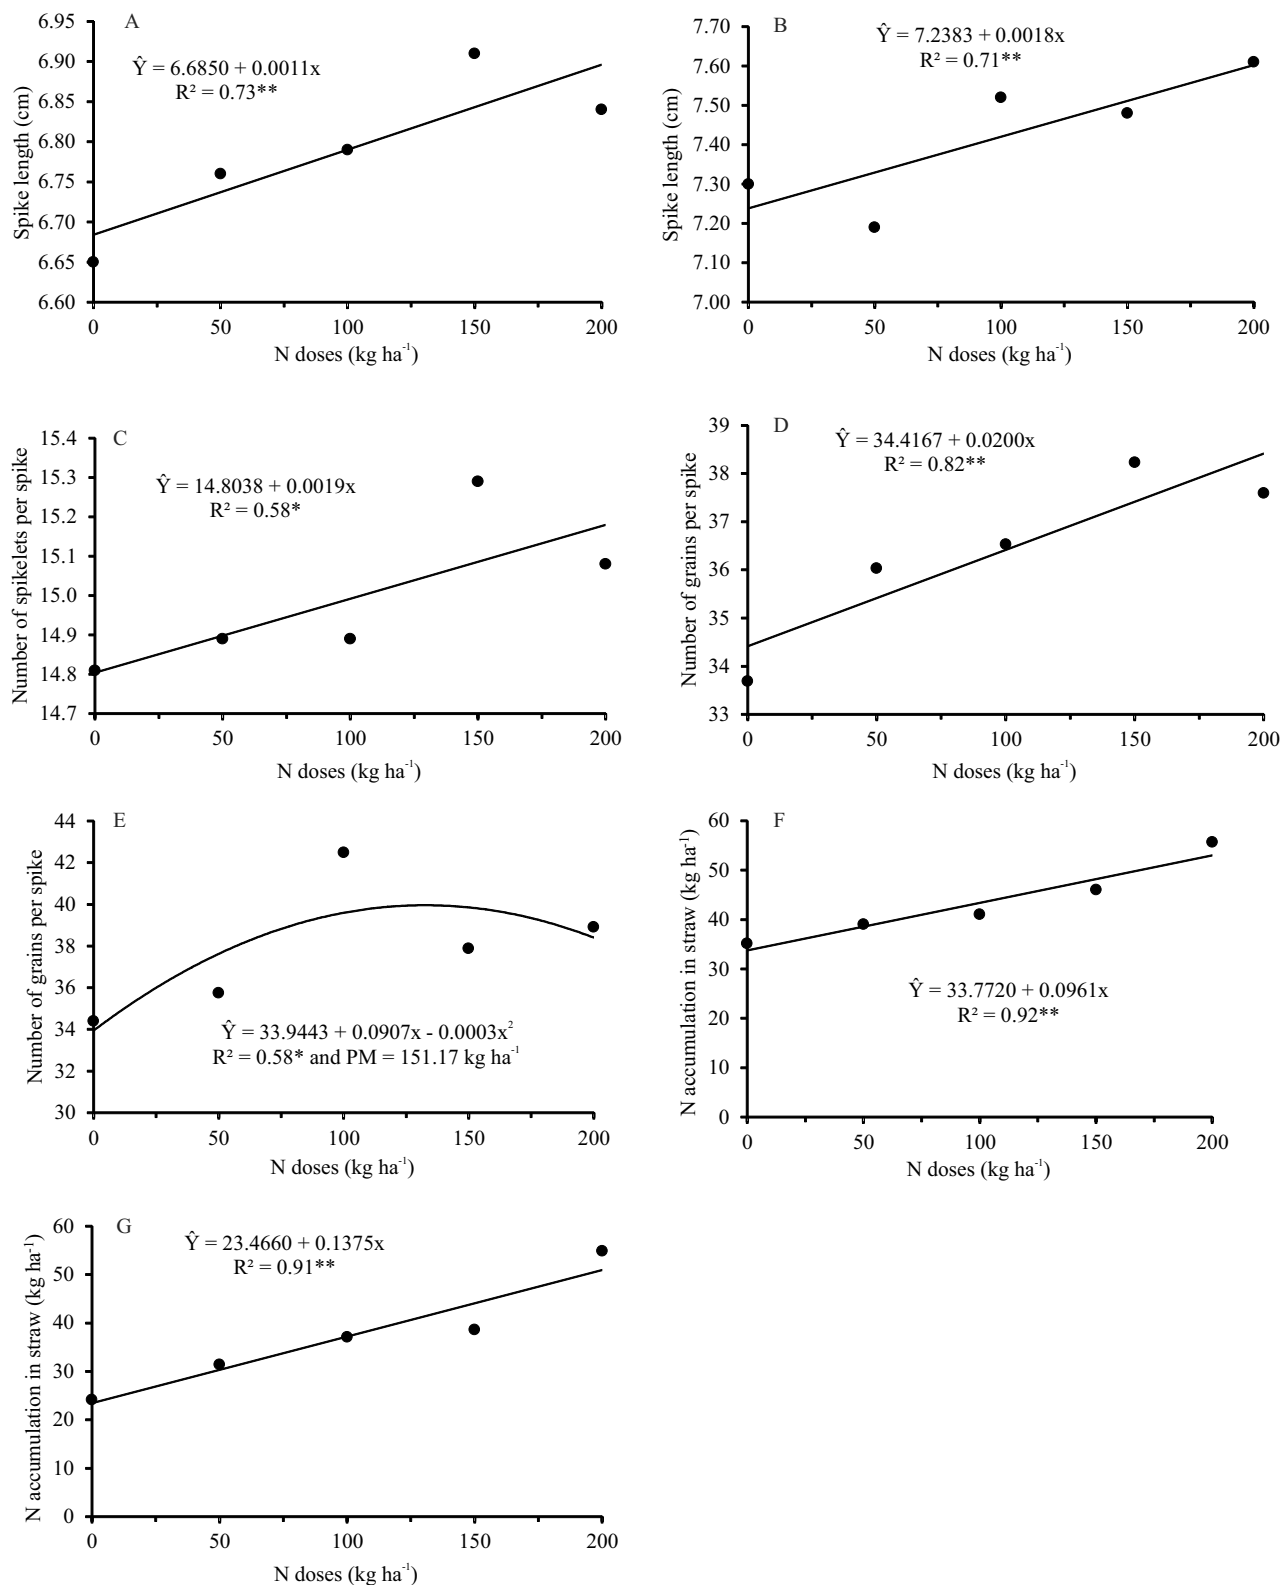 A
Ŷ = 6.6850 + 0.0011x
R² = 0.73**
Spike length (cm)
6.95
6.90
6.85
6.80
6.75
6.70
6.65
6.60
0 50 100 150 200
N doses (kg ha⁻¹)
B
Ŷ = 7.2383 + 0.0018x
R² = 0.71**
Spike length (cm)
7.70
7.60
7.50
7.40
7.30
7.20
7.10
7.00
0 50 100 150 200
N doses (kg ha⁻¹)
C
Ŷ = 14.8038 + 0.0019x
R² = 0.58*
Number of spikelets per spike
15.4
15.3
15.2
15.1
15.0
14.9
14.8
14.7
0 50 100 150 200
N doses (kg ha⁻¹)
D
Ŷ = 34.4167 + 0.0200x
R² = 0.82**
Number of grains per spike
39
38
37
36
35
34
33
0 50 100 150 200
N doses (kg ha⁻¹)
E
Number of grains per spike
44
42
40
38
36
34
32
30
Ŷ = 33.9443 + 0.0907x - 0.0003x²
R² = 0.58* and PM = 151.17 kg ha⁻¹
0 50 100 150 200
N doses (kg ha⁻¹)
F
N accumulation in straw (kg ha⁻¹)
60
50
40
30
20
10
0
Ŷ = 33.7720 + 0.0961x
R² = 0.92**
0 50 100 150 200
N doses (kg ha⁻¹)
G
Ŷ = 23.4660 + 0.1375x
R² = 0.91**
N accumulation in straw (kg ha⁻¹)
60
50
40
30
20
10
0
0 50 100 150 200
N doses (kg ha⁻¹)